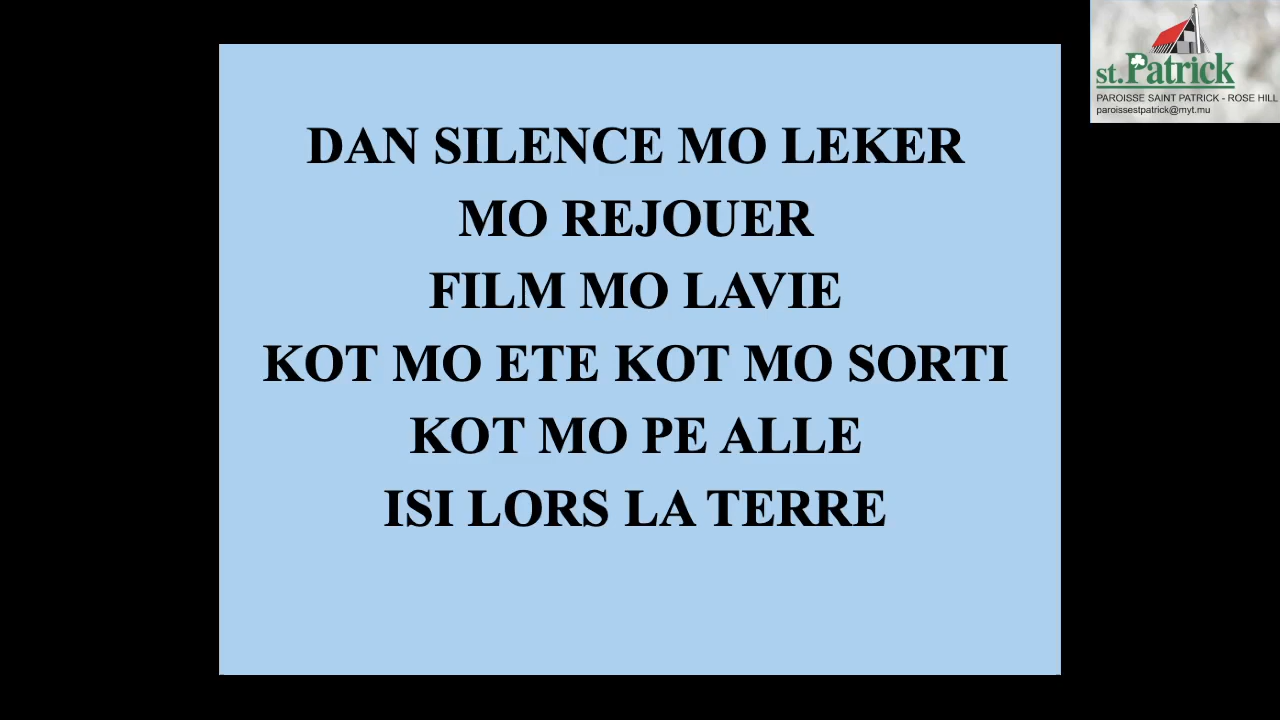 DAN SILENCE MO LEKER
MO REJOUER
FILM MO LAVIE
KOT MO ETE KOT MO SORTI
KOT MO PE ALLE
ISI LORS LA TERRE
st.Patrick
PAROISSE SAINT PATRICK - ROSE HILL
paroissestpatrick@myt.mu